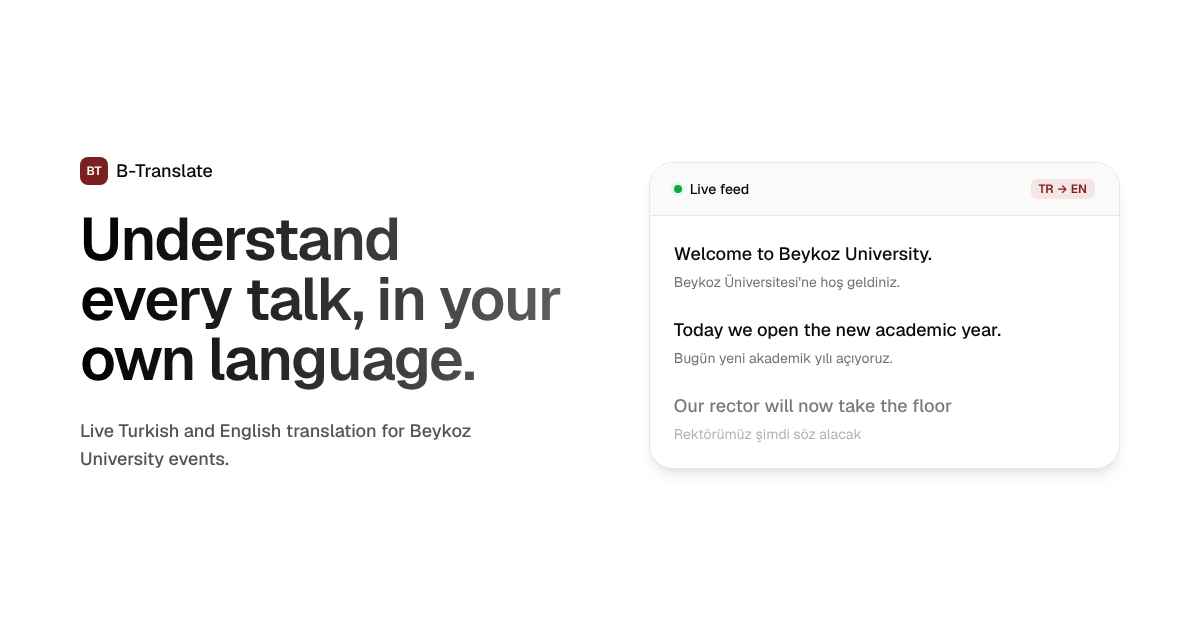 BT B-Translate
Understand
every talk, in your
own language.
Live Turkish and English translation for Beykoz
University events.
Live feed
TR → EN
Welcome to Beykoz University.
Beykoz Üniversitesi'ne hoş geldiniz.
Today we open the new academic year.
Bugün yeni akademik yılı açıyoruz.
Our rector will now take the floor
Rektörümüz şimdi söz alacak